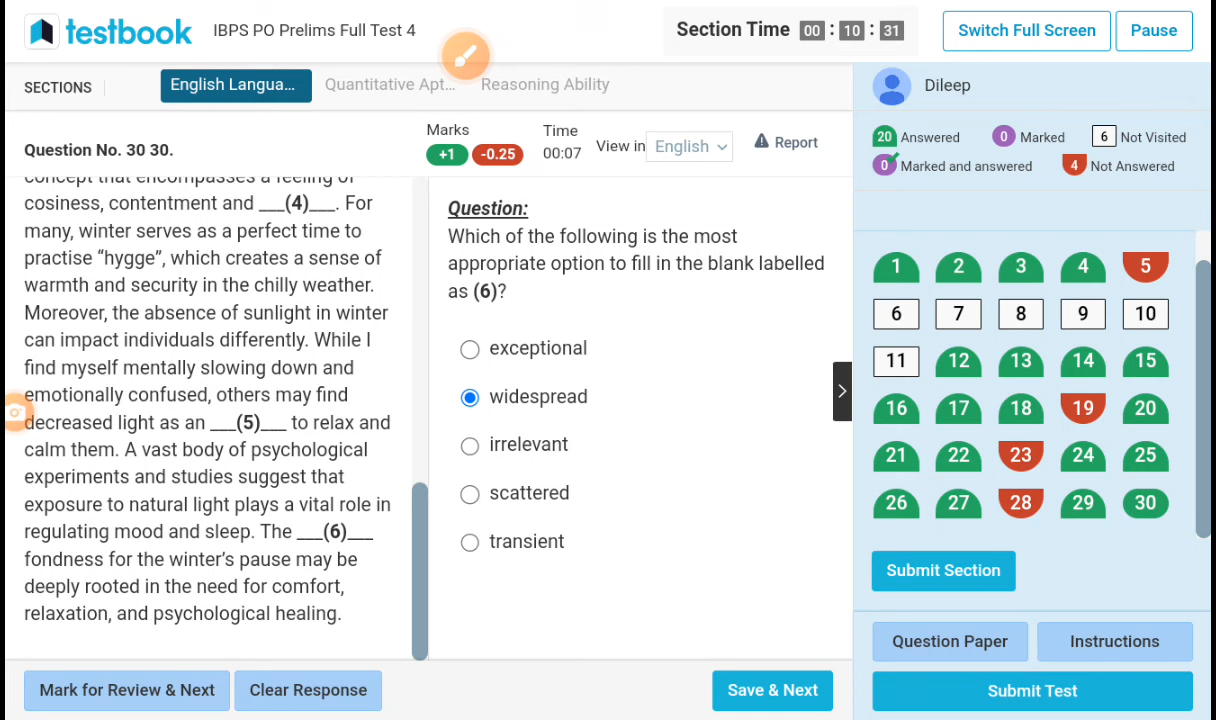 testbook
IBPS PO Prelims Full Test 4
Section Time 00 : 10 : 31
Switch Full Screen
Pause
SECTIONS
English Langua...
Quantitative Apt...
Reasoning Ability
Dileep
Question No. 30 30.
Marks
+1 -0.25
Time
00:07
View in English
Report
20 Answered
0 Marked
6 Not Visited
0 Marked and answered
4 Not Answered
concept that encompasses a feeling of
cosiness, contentment and ___(4)___. For
many, winter serves as a perfect time to
practise “hygge”, which creates a sense of
warmth and security in the chilly weather.
Moreover, the absence of sunlight in winter
can impact individuals differently. While I
find myself mentally slowing down and
emotionally confused, others may find
decreased light as an ___(5)___ to relax and
calm them. A vast body of psychological
experiments and studies suggest that
exposure to natural light plays a vital role in
regulating mood and sleep. The ___(6)___
fondness for the winter's pause may be
deeply rooted in the need for comfort,
relaxation, and psychological healing.
Question:
Which of the following is the most
appropriate option to fill in the blank labelled
as (6)?
exceptional
widespread
irrelevant
scattered
transient
1 2 3 4 5
6 7 8 9 10
11 12 13 14 15
16 17 18 19 20
21 22 23 24 25
26 27 28 29 30
Submit Section
Question Paper
Instructions
Mark for Review & Next
Clear Response
Save & Next
Submit Test